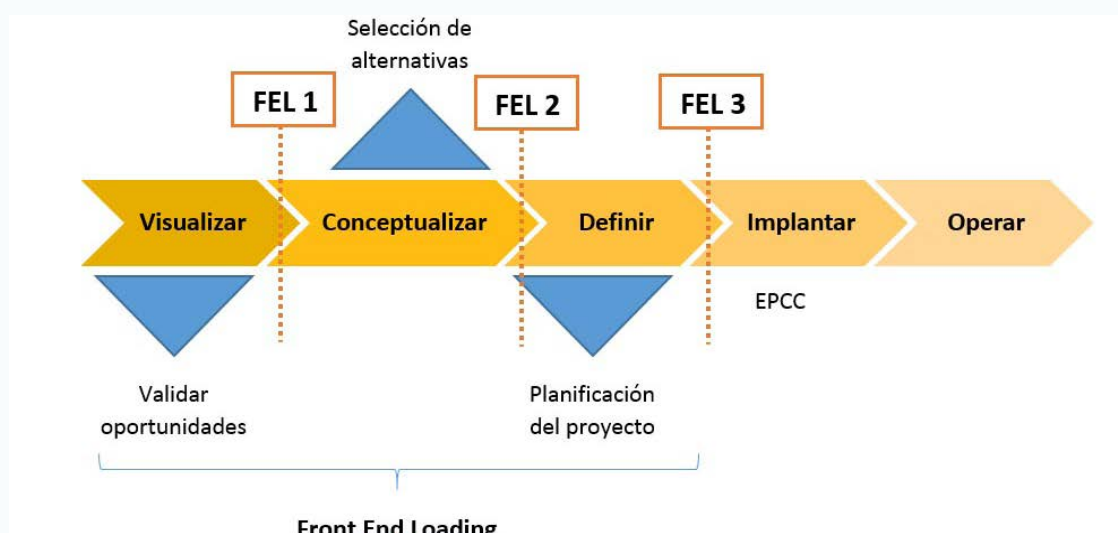 Selección de
alternativas
FEL 1
FEL 2
FEL 3
Visualizar
Conceptualizar
Definir
Implantar
Operar
EPCC
Validar
oportunidades
Planificación
del proyecto
Front End Loading